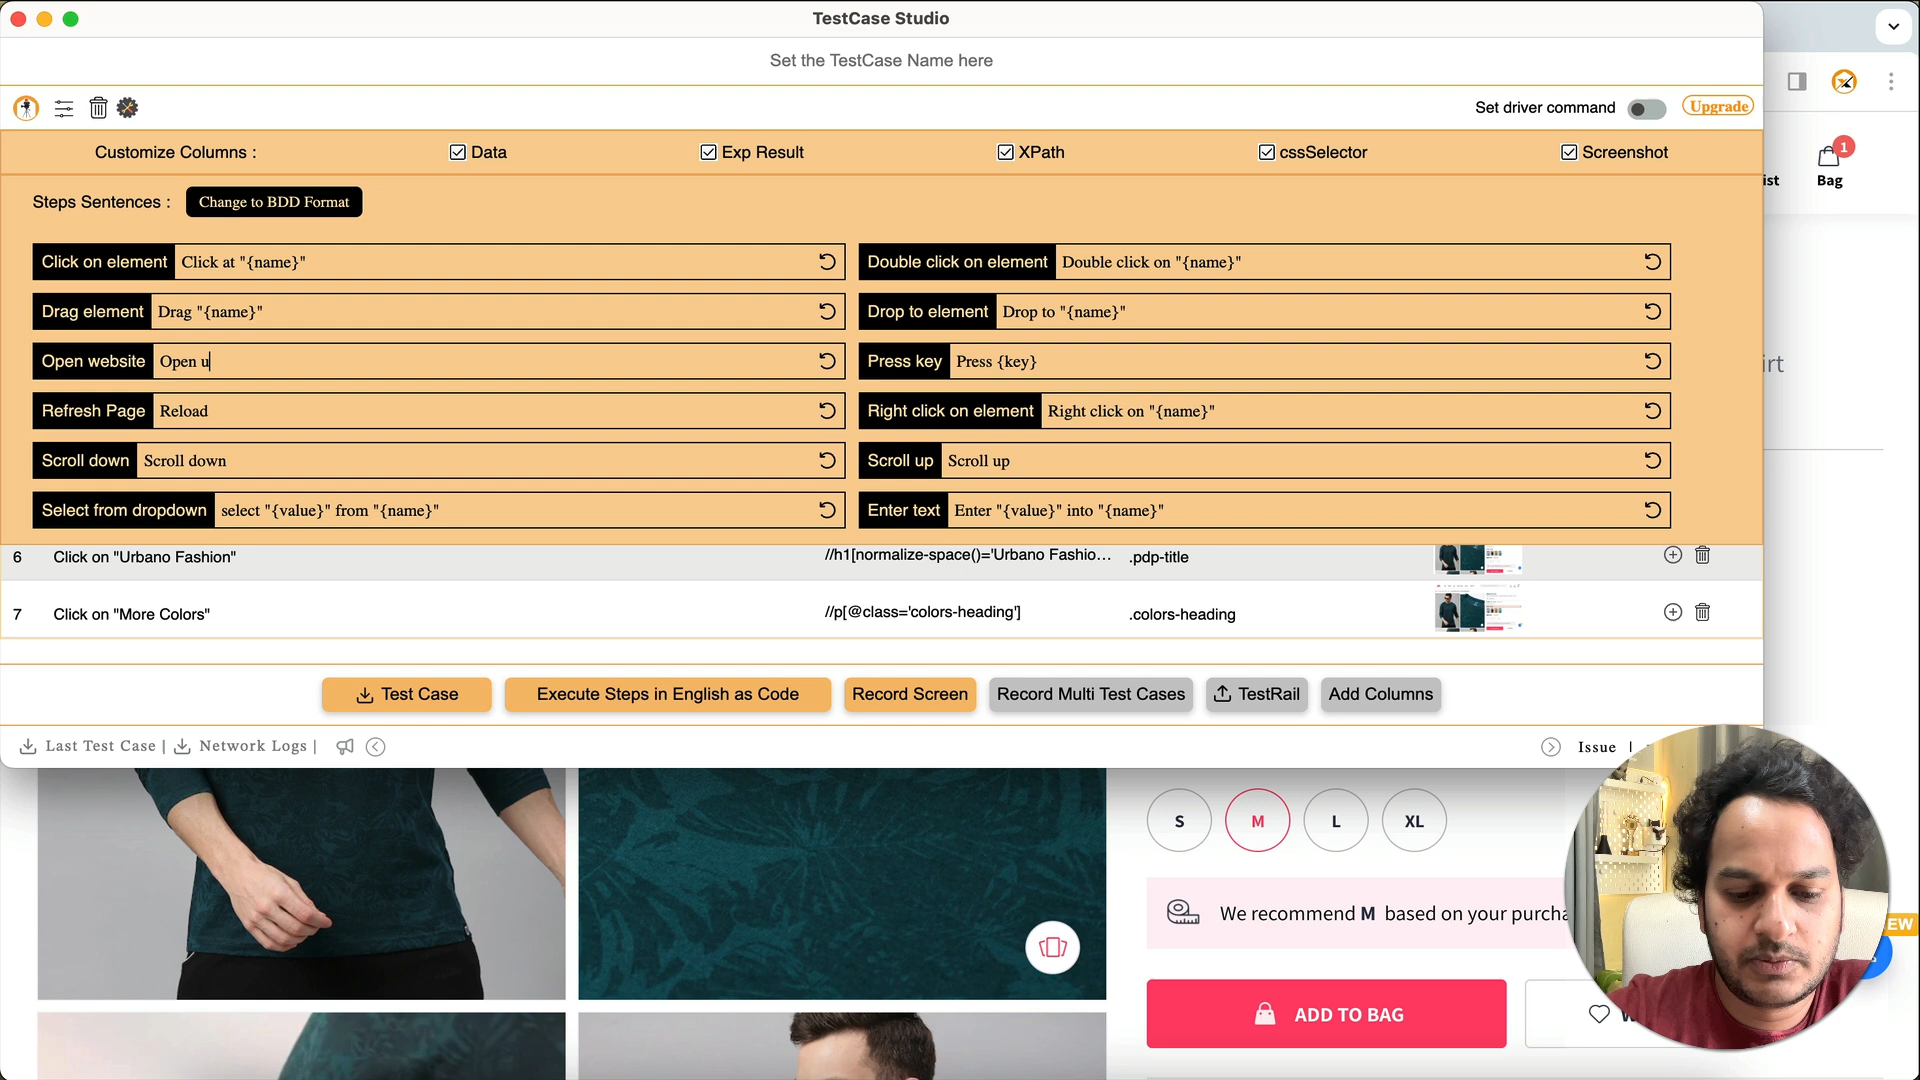 TestCase Studio
Set the TestCase Name here
Set driver command
Upgrade
Customize Columns :
Data
Exp Result
XPath
cssSelector
Screenshot
Steps Sentences :
Change to BDD Format
Click on element
Click at "{name}"
Double click on element
Double click on "{name}"
Drag element
Drag "{name}"
Drop to element
Drop to "{name}"
Open website
Open u
Press key
Press {key}
Refresh Page
Reload
Right click on element
Right click on "{name}"
Scroll down
Scroll down
Scroll up
Scroll up
Select from dropdown
select "{value}" from "{name}"
Enter text
Enter "{value}" into "{name}"
6
Click on "Urbano Fashion"
//h1[normalize-space()='Urbano Fashio...
.pdp-title
7
Click on "More Colors"
//p[@class='colors-heading']
.colors-heading
Test Case
Execute Steps in English as Code
Record Screen
Record Multi Test Cases
TestRail
Add Columns
Last Test Case |
Network Logs |
Issue |
1
ist
Bag
irt
S
M
L
XL
We recommend M based on your purcha
EW
ADD TO BAG